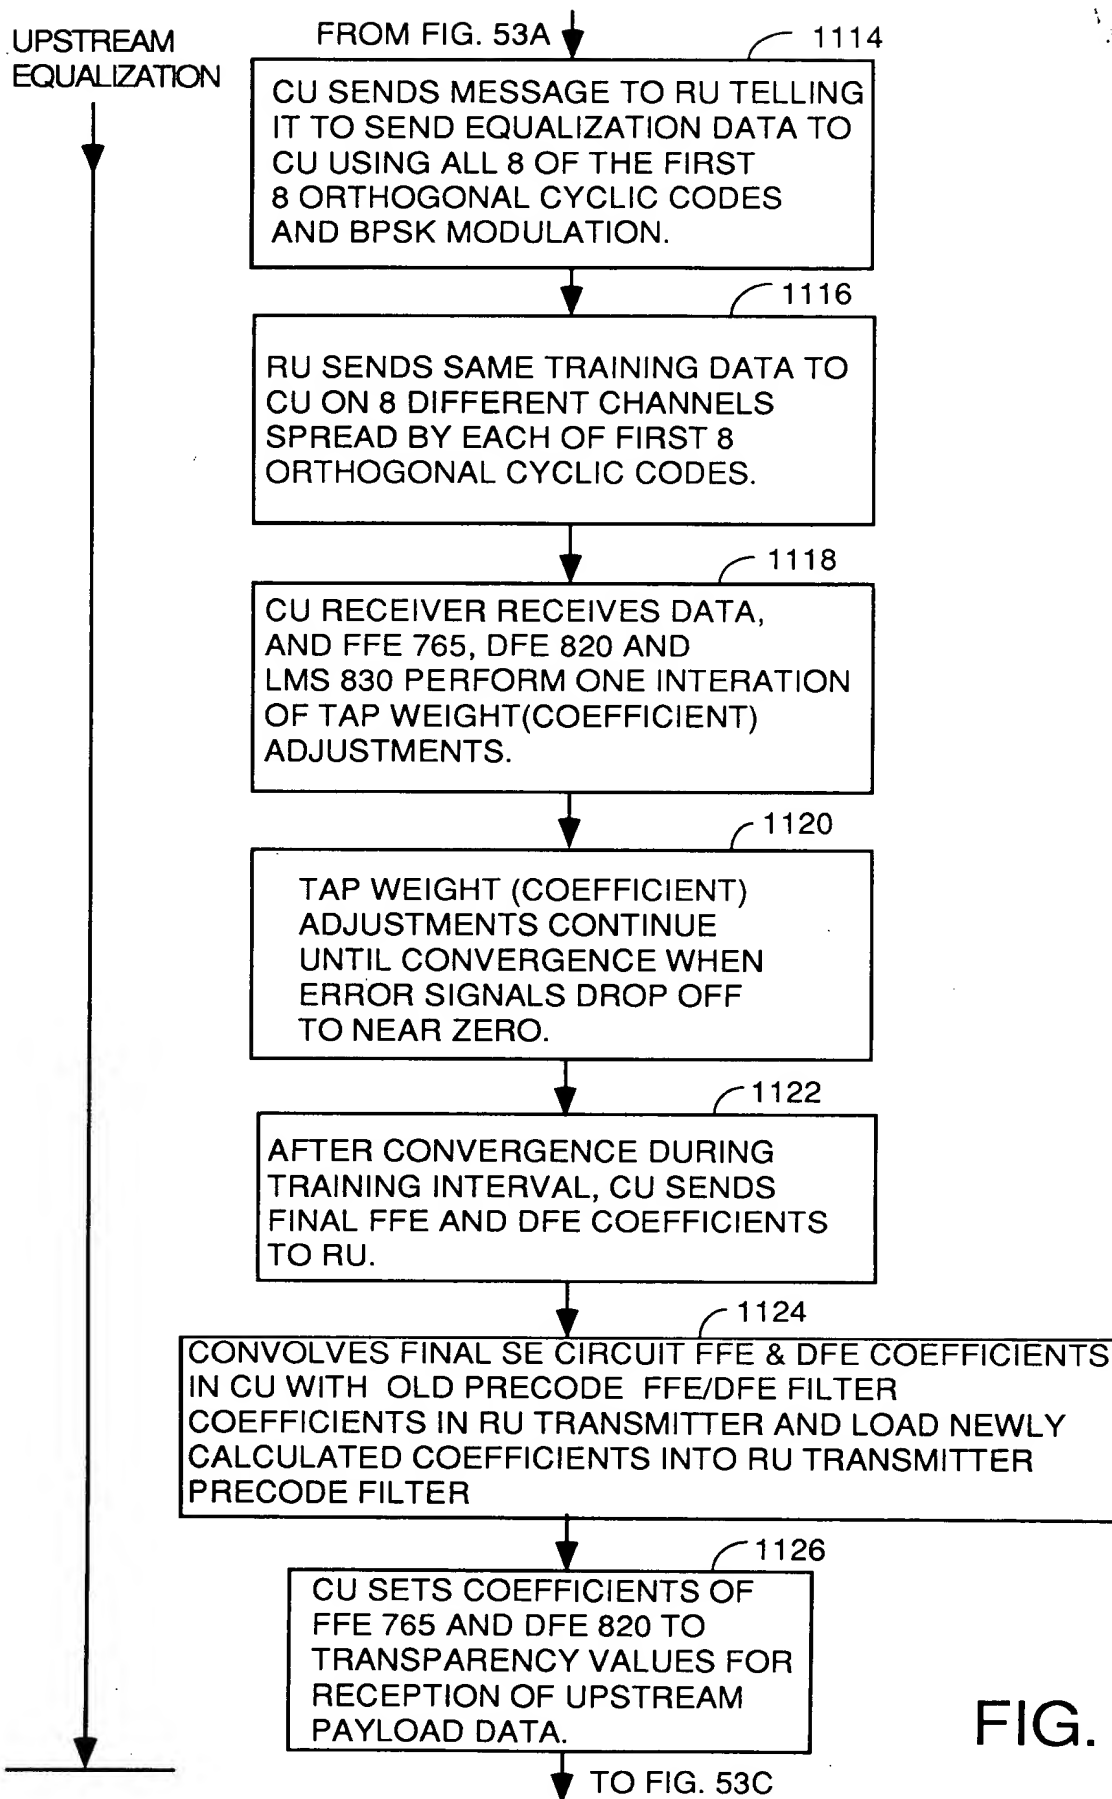 UPSTREAM
EQUALIZATION
FROM FIG. 53A
1114
CU SENDS MESSAGE TO RU TELLING
IT TO SEND EQUALIZATION DATA TO
CU USING ALL 8 OF THE FIRST
8 ORTHOGONAL CYCLIC CODES
AND BPSK MODULATION.
1116
RU SENDS SAME TRAINING DATA TO
CU ON 8 DIFFERENT CHANNELS
SPREAD BY EACH OF FIRST 8
ORTHOGONAL CYCLIC CODES.
1118
CU RECEIVER RECEIVES DATA,
AND FFE 765, DFE 820 AND
LMS 830 PERFORM ONE INTERATION
OF TAP WEIGHT(COEFFICIENT)
ADJUSTMENTS.
1120
TAP WEIGHT (COEFFICIENT)
ADJUSTMENTS CONTINUE
UNTIL CONVERGENCE WHEN
ERROR SIGNALS DROP OFF
TO NEAR ZERO.
1122
AFTER CONVERGENCE DURING
TRAINING INTERVAL, CU SENDS
FINAL FFE AND DFE COEFFICIENTS
TO RU.
1124
CONVOLVES FINAL SE CIRCUIT FFE & DFE COEFFICIENTS
IN CU WITH OLD PRECODE FFE/DFE FILTER
COEFFICIENTS IN RU TRANSMITTER AND LOAD NEWLY
CALCULATED COEFFICIENTS INTO RU TRANSMITTER
PRECODE FILTER
1126
CU SETS COEFFICIENTS OF
FFE 765 AND DFE 820 TO
TRANSPARENCY VALUES FOR
RECEPTION OF UPSTREAM
PAYLOAD DATA.
FIG.
TO FIG. 53C